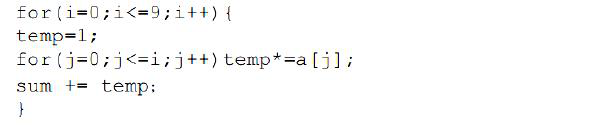 for(i=0;i<=9;i++){
temp=1;
for(j=0;j<=i;j++)temp*=a[j];
sum += temp;
}